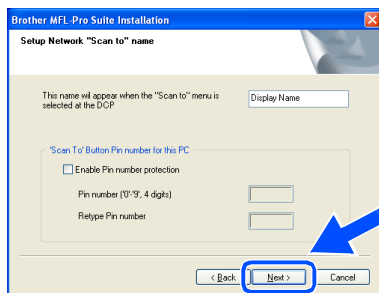 Brother MFL-Pro Suite Installation
Setup Network "Scan to" name
This name wil appear when the "Scan to" menu is
selected at the DCP
Display Name
'Scan To' Button Pin number for this PC
Enable Pin number protection
Pin number ('0'-'9', 4 digits)
Retype Pin number
< Back
Next >
Cancel